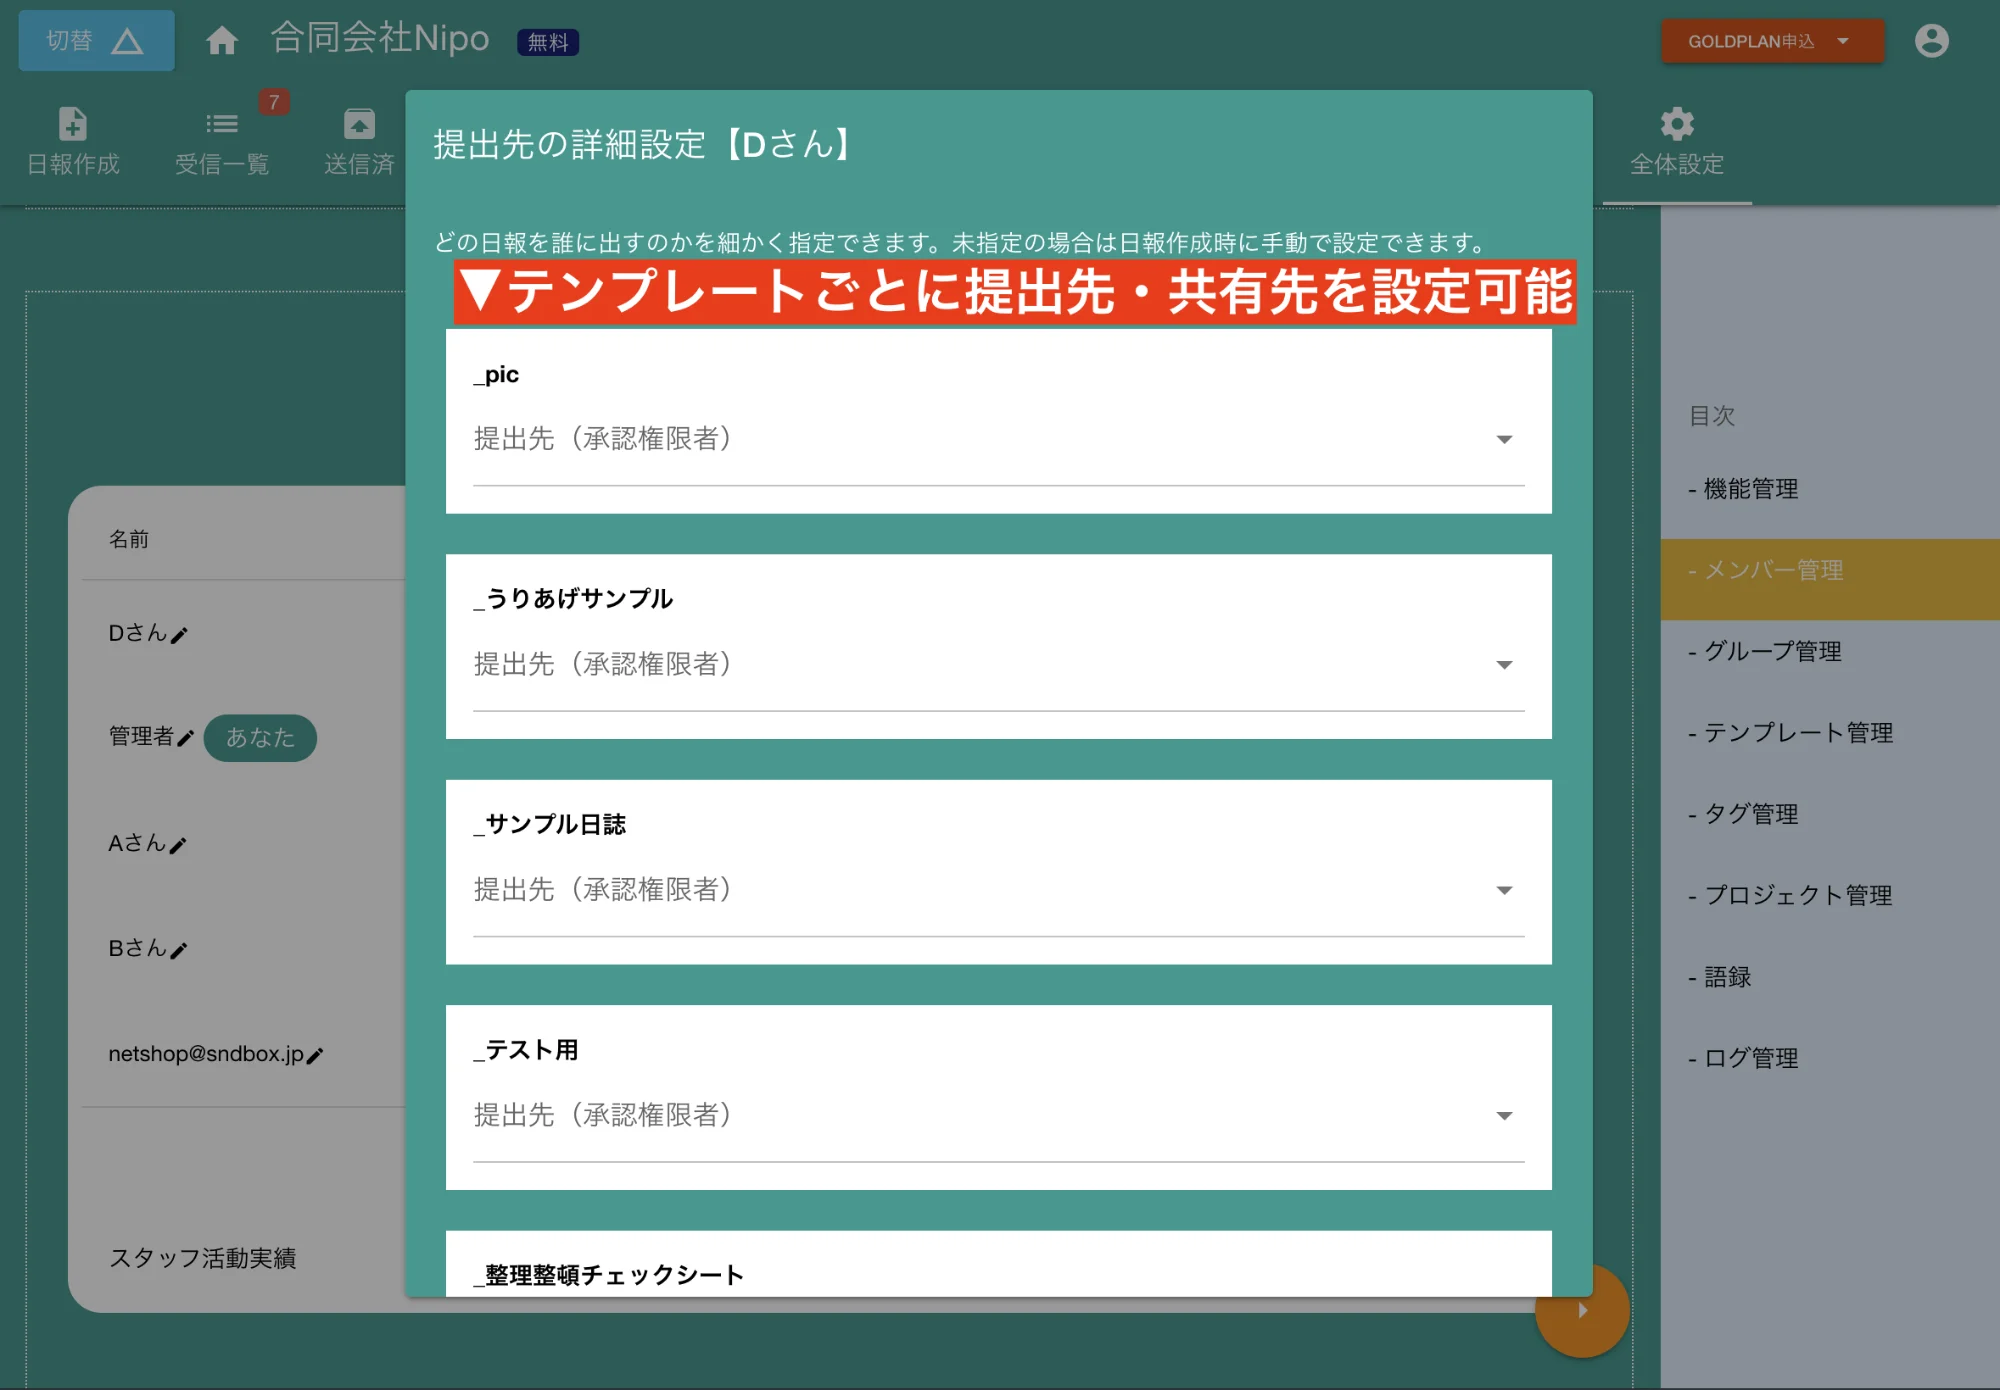 切替
合同会社Nipo
無料
GOLDPLAN申込
日報作成
受信一覧
7
送信済
全体設定
提出先の詳細設定【Dさん】
どの日報を誰に出すのかを細かく指定できます。未指定の場合は日報作成時に手動で設定できます。
▼テンプレートごとに提出先・共有先を設定可能
_pic
提出先（承認権限者）
_うりあげサンプル
提出先（承認権限者）
_サンプル日誌
提出先（承認権限者）
_テスト用
提出先（承認権限者）
_整理整頓チェックシート
名前
Dさん
管理者
あなた
Aさん
Bさん
netshop@sndbox.jp
スタッフ活動実績
目次
- 機能管理
- メンバー管理
- グループ管理
- テンプレート管理
- タグ管理
- プロジェクト管理
- 語録
- ログ管理